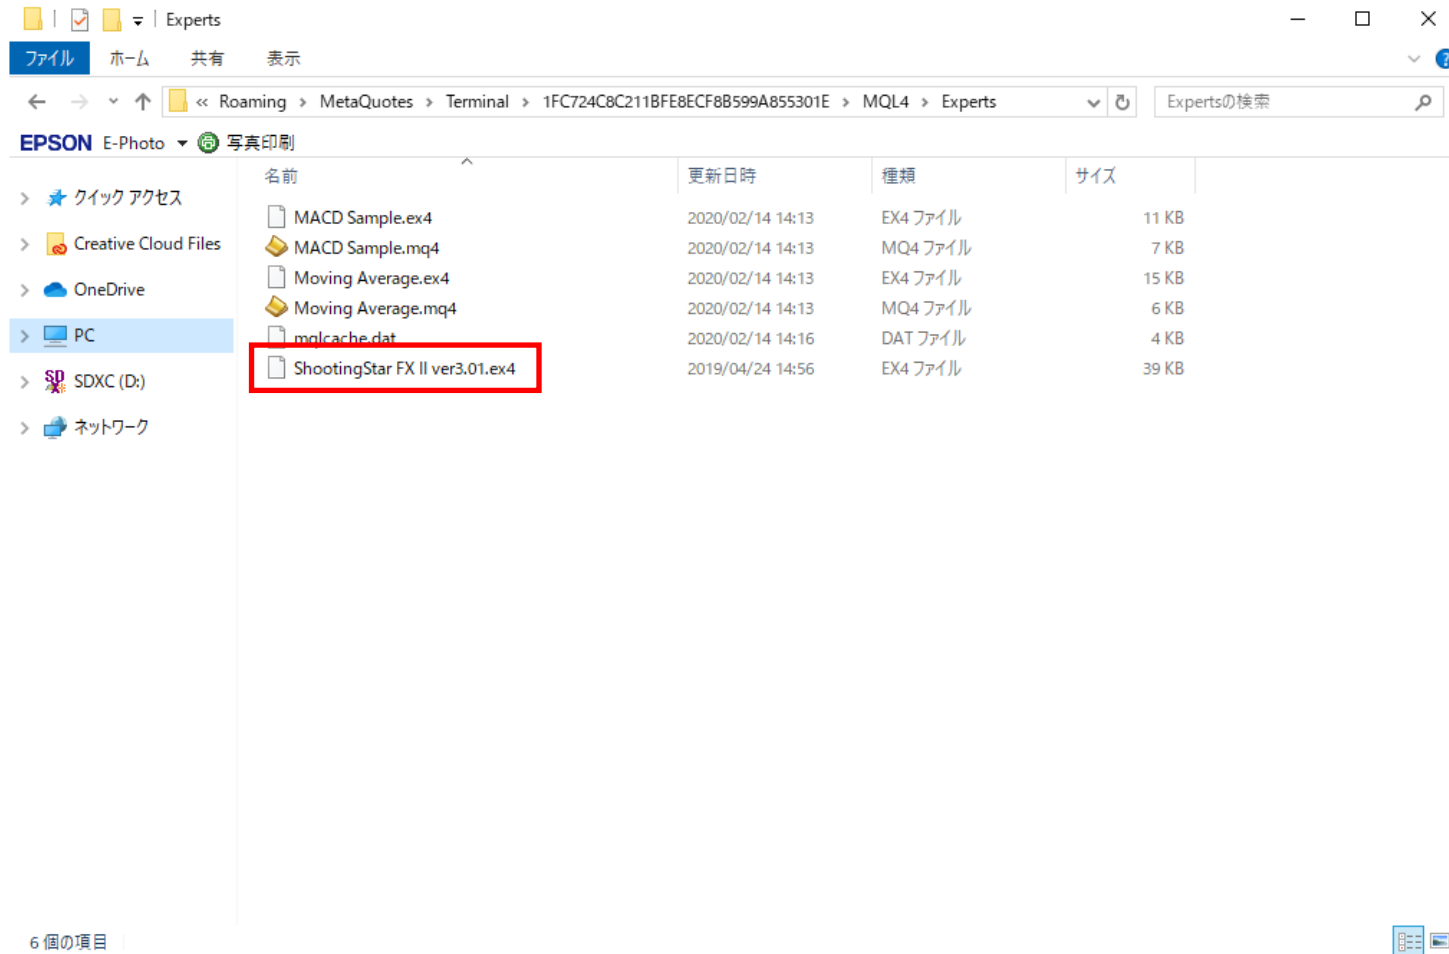 Experts
ファイル ホーム 共有 表示
« Roaming › MetaQuotes › Terminal › 1FC724C8C211BFE8ECF8B599A855301E › MQL4 › Experts Expertsの検索
EPSON E-Photo 写真印刷
名前 更新日時 種類 サイズ
クイック アクセス
Creative Cloud Files
OneDrive
PC
SDXC (D:)
ネットワーク
MACD Sample.ex4 2020/02/14 14:13 EX4 ファイル 11 KB
MACD Sample.mq4 2020/02/14 14:13 MQ4 ファイル 7 KB
Moving Average.ex4 2020/02/14 14:13 EX4 ファイル 15 KB
Moving Average.mq4 2020/02/14 14:13 MQ4 ファイル 6 KB
mqlcache.dat 2020/02/14 14:16 DAT ファイル 4 KB
ShootingStar FX II ver3.01.ex4 2019/04/24 14:56 EX4 ファイル 39 KB
6 個の項目